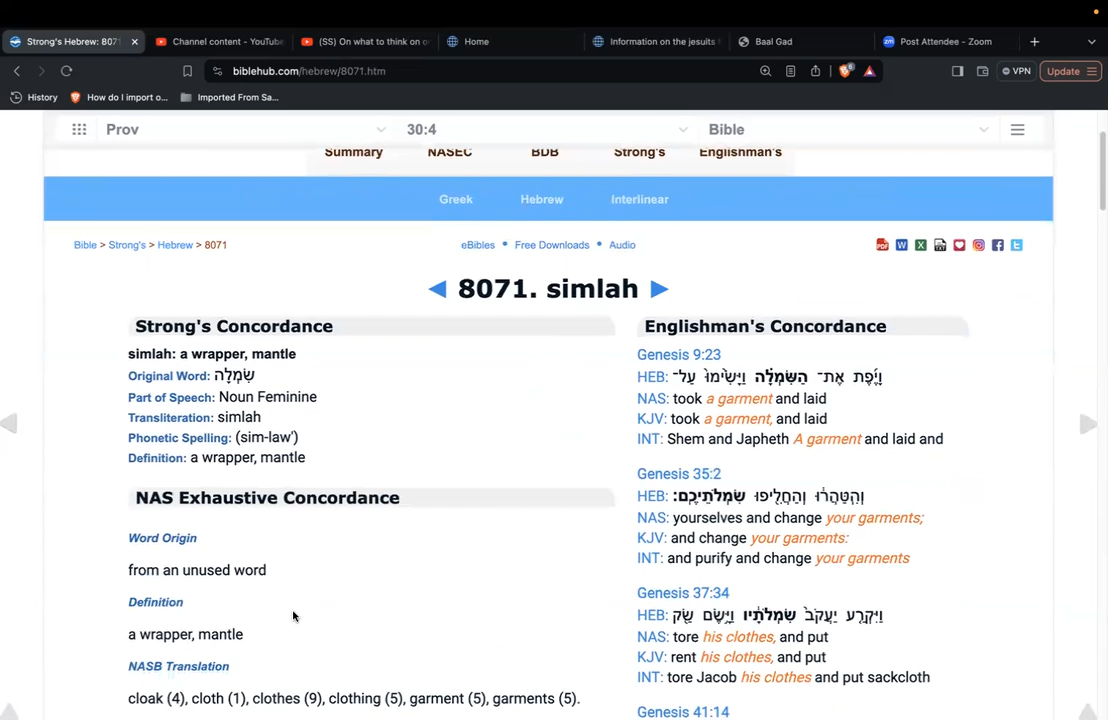 Strong's Hebrew: 807
Channel content - YouTube
(SS) On what to think on o
Home
Information on the jesuits
Baal Gad
Post Attendee - Zoom
biblehub.com/hebrew/8071.htm
6
VPN
Update
History
How do I import o...
Imported From Sa...
Prov
30:4
Bible
Summary
NASEC
BDB
Strong's
Englishman's
Greek
Hebrew
Interlinear
Bible > Strong's > Hebrew > 8071
eBibles • Free Downloads • Audio
◄ 8071. simlah ►
Strong's Concordance
simlah: a wrapper, mantle
Original Word: שִׂמְלָה
Part of Speech: Noun Feminine
Transliteration: simlah
Phonetic Spelling: (sim-law')
Definition: a wrapper, mantle
NAS Exhaustive Concordance
Word Origin
from an unused word
Definition
a wrapper, mantle
NASB Translation
cloak (4), cloth (1), clothes (9), clothing (5), garment (5), garments (5).
Englishman's Concordance
Genesis 9:23
HEB: וָיֶ֜פֶת אֶת־ הַשִּׂמְלָ֗ה וַיָּשִׂ֙ימוּ֙ עַל־
NAS: took a garment and laid
KJV: took a garment, and laid
INT: Shem and Japheth A garment and laid and
Genesis 35:2
HEB: וְהִֽטַּהֲר֔וּ וְהַחֲלִ֖יפוּ שִׂמְלֹתֵיכֶֽם׃
NAS: yourselves and change your garments;
KJV: and change your garments:
INT: and purify and change your garments
Genesis 37:34
HEB: וַיִּקְרַ֤ע יַעֲקֹב֙ שִׂמְלֹתָ֔יו וַיָּ֥שֶׂם שַׂ֖ק
NAS: tore his clothes, and put
KJV: rent his clothes, and put
INT: tore Jacob his clothes and put sackcloth
Genesis 41:14